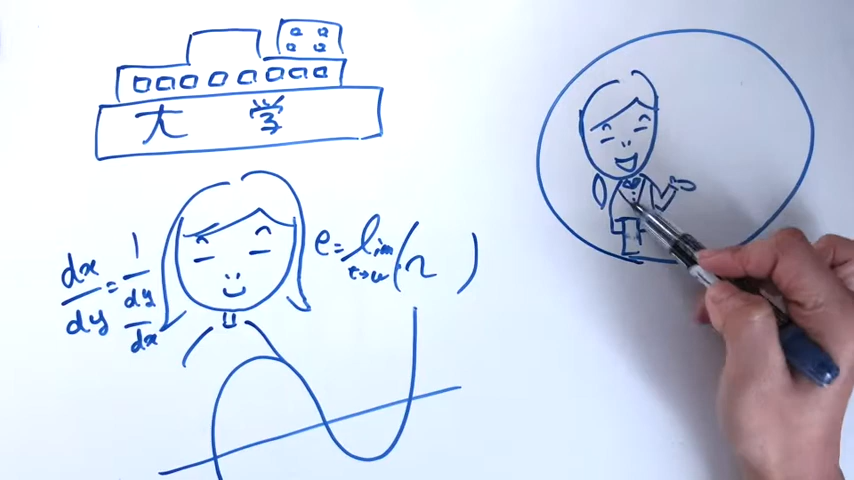 大学
dx/dy = 1/(dy/dx)
e = lim